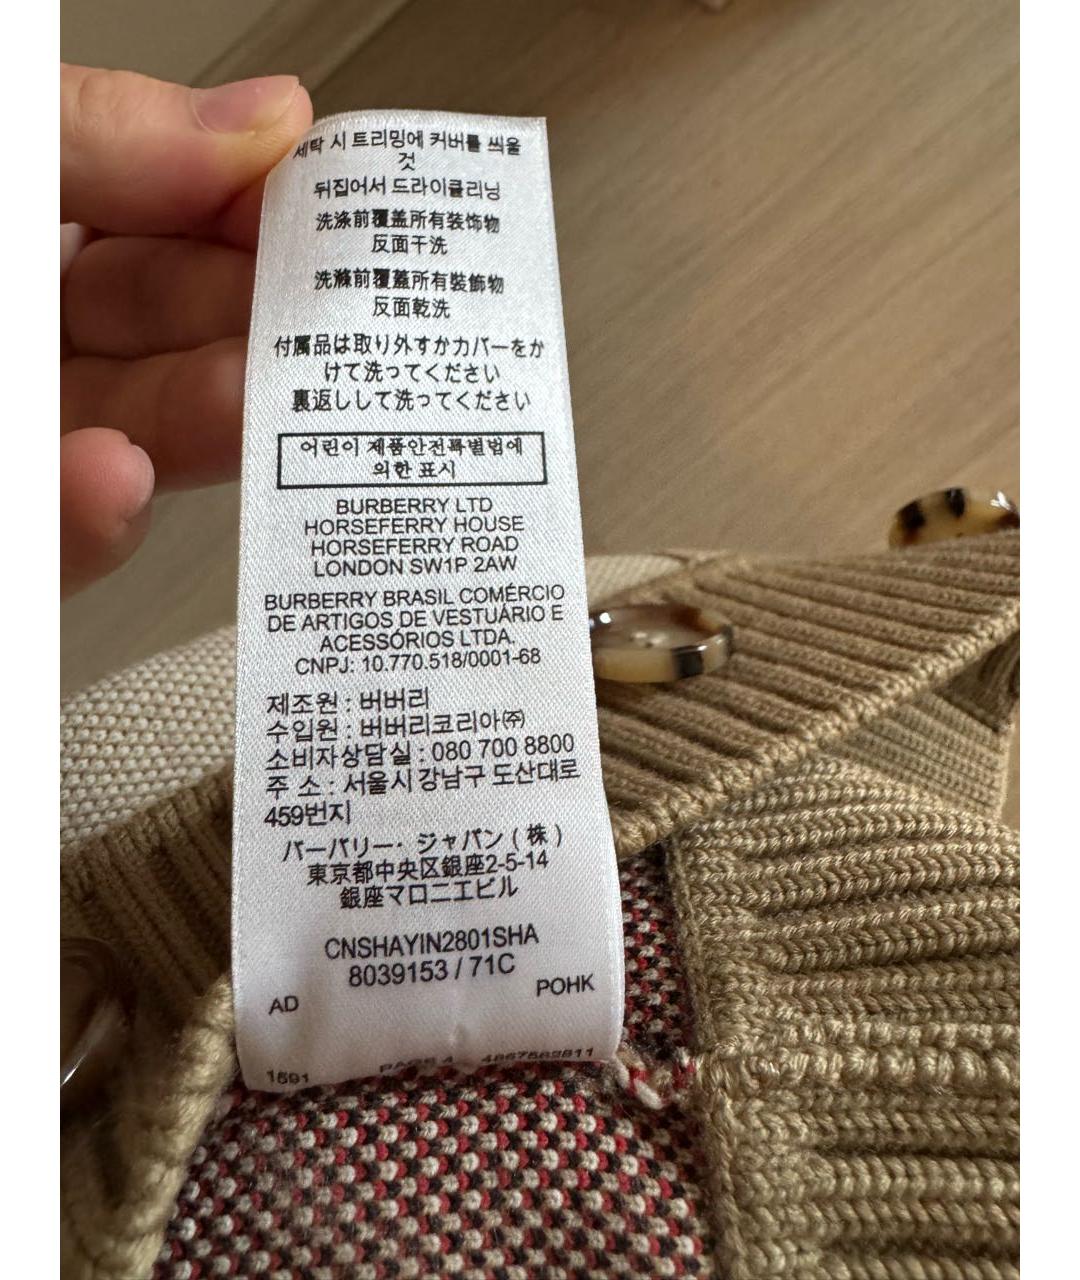 세탁 시 트리밍에 커버를 씌울
것
뒤집어서 드라이클리닝
洗涤前覆盖所有装饰物
反面干洗
洗滌前覆蓋所有裝飾物
反面乾洗
付属品は取り外すかカバーをか
けて洗ってください
裏返しして洗ってください
어린이 제품안전특별법에
의한 표시
BURBERRY LTD
HORSEFERRY HOUSE
HORSEFERRY ROAD
LONDON SW1P 2AW
BURBERRY BRASIL COMÉRCIO
DE ARTIGOS DE VESTUÁRIO E
ACESSÓRIOS LTDA.
CNPJ: 10.770.518/0001-68
제조원 : 버버리
수입원 : 버버리코리아㈜
소비자상담실 : 080 700 8800
주 소 : 서울시 강남구 도산대로
459번지
バーバリー・ジャパン(株)
東京都中央区銀座2-5-14
銀座マロニエビル
CNSHAYIN2801SHA
8039153 / 71C
AD POHK
1591 PAGE 4